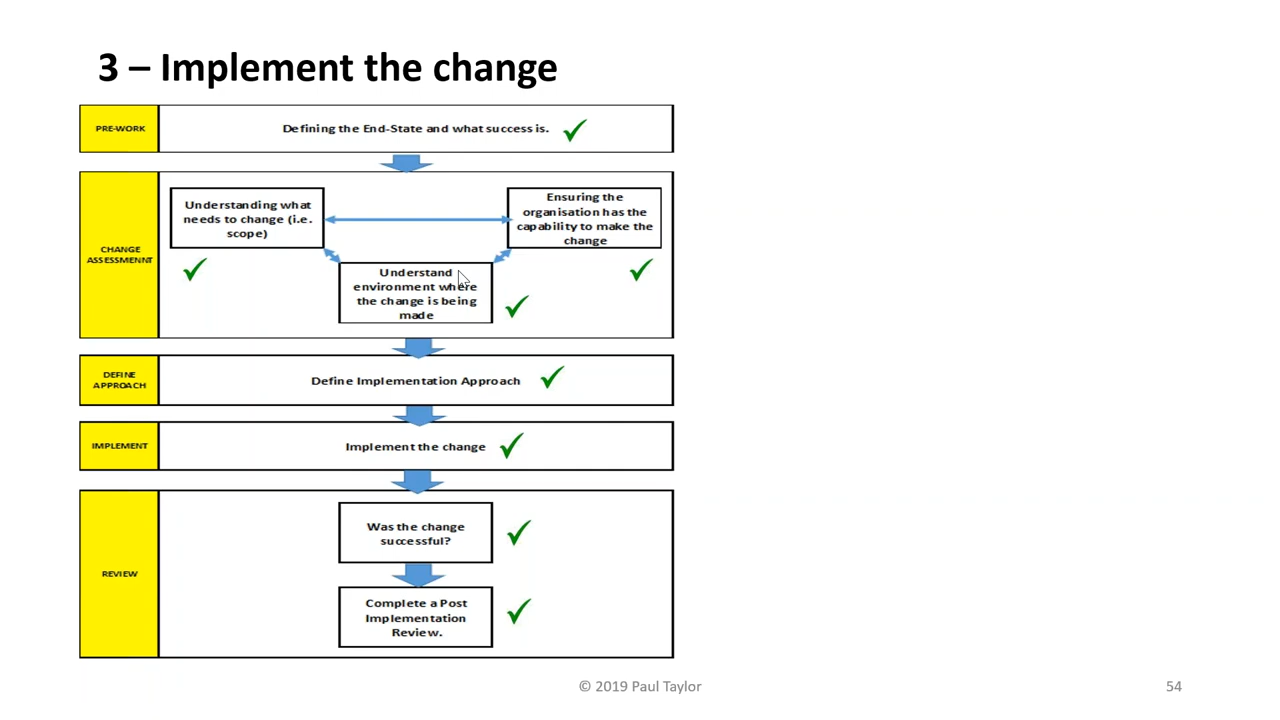 3 – Implement the change
PRE-WORK
Defining the End-State and what success is.
CHANGE
ASSESSMENNT
Understanding what
needs to change (i.e.
scope)
Ensuring the
organisation has the
capability to make the
change
Understand
environment where
the change is being
made
DEFINE
APPROACH
Define Implementation Approach
IMPLEMENT
Implement the change
REVIEW
Was the change
successful?
Complete a Post
Implementation
Review.
© 2019 Paul Taylor
54